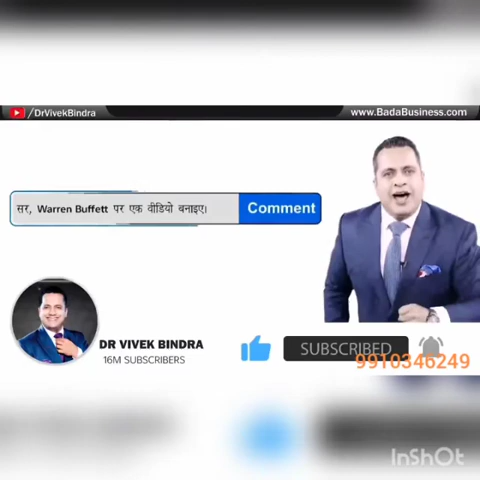 /DrVivekBindra
www.BadaBusiness.com
सर, Warren Buffett पर एक वीडियो बनाइए।
Comment
DR VIVEK BINDRA
16M SUBSCRIBERS
SUBSCRIBED
9910346249
InShOt